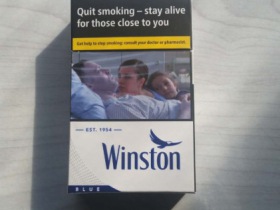 Quit smoking – stay alive
for those close to you
Get help to stop smoking: consult your doctor or pharmacist.
EST. 1954
Winston
BLUE